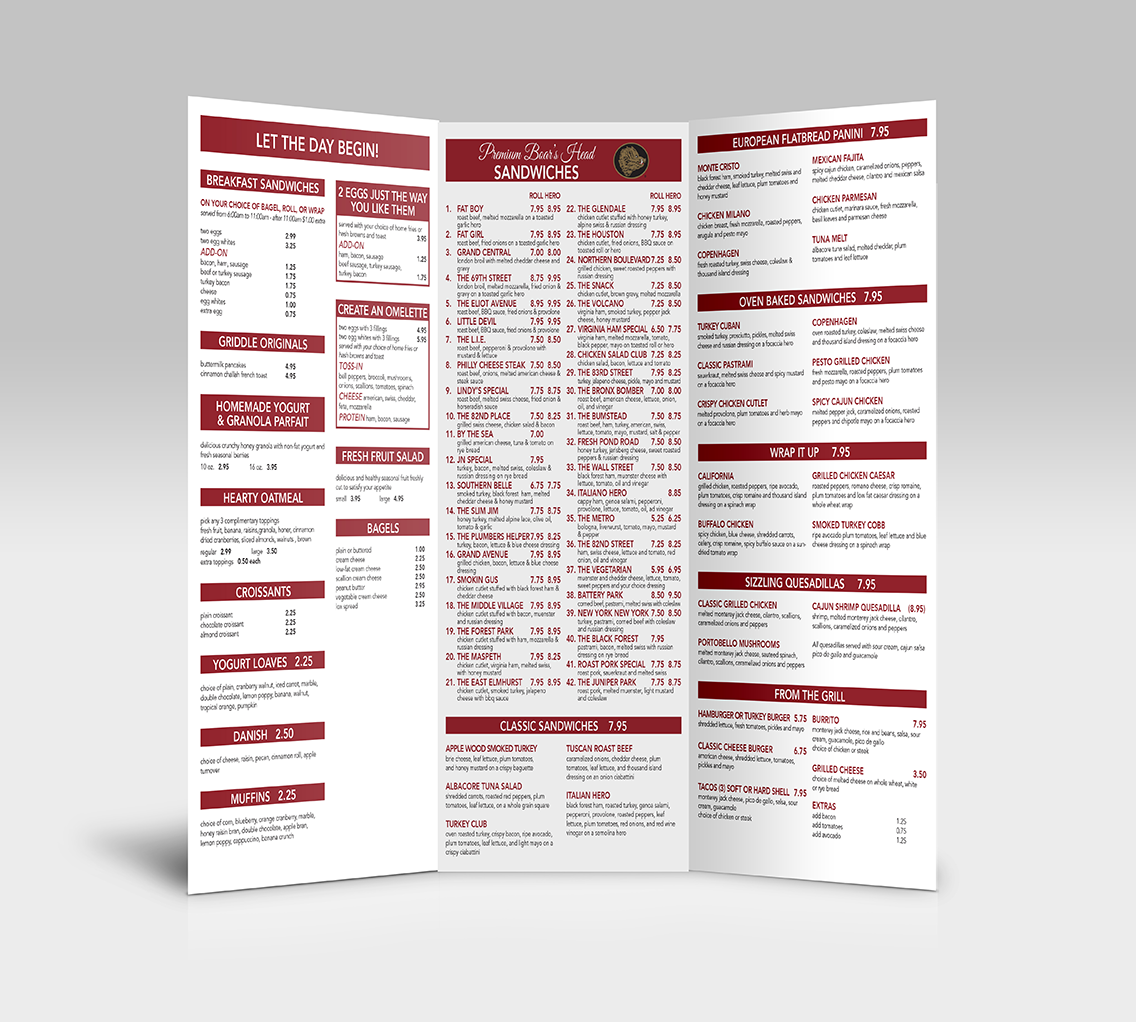 LET THE DAY BEGIN!
BREAKFAST SANDWICHES
ON YOUR CHOICE OF BAGEL, ROLL, OR WRAP
served from 6:00am to 11:00am - after 11:00am $1.00 extra
two eggs 2.99
two egg whites 3.25
ADD-ON
bacon, ham, sausage 1.25
beef or turkey sausage 1.75
turkey bacon 1.75
cheese 0.75
egg whites 1.00
extra egg 0.75
GRIDDLE ORIGINALS
buttermilk pancakes 4.95
cinnamon challah french toast 4.95
HOMEMADE YOGURT
& GRANOLA PARFAIT
delicious crunchy honey granola with non-fat yogurt and
fresh seasonal berries
10 oz. 2.95 16 oz. 3.95
HEARTY OATMEAL
pick any 3 complimentary toppings
fresh fruit, banana, raisins,granola, honer, cinnamon
dried cranberries, sliced almonds, walnuts , brown
regular 2.99 large 3.50
extra toppings 0.50 each
CROISSANTS
plain croissant 2.25
chocolate croissant 2.25
almond croissant 2.25
YOGURT LOAVES 2.25
choice of plain, cranberry walnut, iced carrot, marble,
double chocolate, lemon poppy, banana, walnut,
tropical orange, pumpkin
DANISH 2.50
choice of cheese, raisin, pecan, cinnamon roll, apple
turnover
MUFFINS 2.25
choice of corn, blueberry, orange cranberry, marble,
honey raisin bran, double chocolate, apple bran,
lemon poppy, cappuccino, banana crunch
2 EGGS JUST THE WAY
YOU LIKE THEM
served with your choice of home fries or
hash browns and toast 3.95
ADD-ON
ham, bacon, sausage 1.25
beef sausage, turkey sausage,
turkey bacon 1.75
CREATE AN OMELETTE
two eggs with 3 fillings 4.95
two egg whites with 3 fillings 5.95
served with your choice of home fries or
hash browns and toast
TOSS-IN
bell peppers, broccoli, mushrooms,
onions, scallions, tomatoes, spinach
CHEESE american, swiss, cheddar,
feta, mozzarella
PROTEIN ham, bacon, sausage
FRESH FRUIT SALAD
delicious and healthy seasonal fruit freshly
cut to satisfy your appetite
small 3.95 large 4.95
BAGELS
plain or buttered 1.00
cream cheese 2.25
low-fat cream cheese 2.50
scallion cream cheese 2.50
peanut butter 2.95
vegetable cream cheese 2.50
lox spread 3.25
Premium Boar's Head
SANDWICHES
ROLL HERO
1. FAT BOY 7.95 8.95
roast beef, melted mozzarella on a toasted
garlic hero
2. FAT GIRL 7.95 8.95
roast beef, fried onions on a toasted garlic hero
3. GRAND CENTRAL 7.00 8.00
london broil with melted cheddar cheese and
gravy
4. THE 69TH STREET 8.75 9.95
london broil, melted mozzarella, fried onion &
gravy on a toasted garlic hero
5. THE ELIOT AVENUE 8.95 9.95
roast beef, BBQ sauce, fried onions & provolone
6. LITTLE DEVIL 7.95 9.95
roast beef, BBQ sauce, fried onions & provolone
7. THE L.I.E. 7.50 8.50
roast beef, pepperoni & provolone with
mustard & lettuce
8. PHILLY CHEESE STEAK 7.50 8.50
roast beef, onions, melted american cheese &
steak sauce
9. LINDY'S SPECIAL 7.75 8.75
roast beef, melted swiss cheese, fried onion &
horseradish sauce
10. THE 82ND PLACE 7.50 8.25
grilled swiss cheese, chicken salad & bacon
11. BY THE SEA 7.00
grilled american cheese, tuna & tomato on
rye bread
12. JN SPECIAL 7.95
turkey, bacon, melted swiss, coleslaw &
russian dressing on rye bread
13. SOUTHERN BELLE 6.75 7.75
smoked turkey, black forest ham, melted
cheddar cheese & honey mustard
14. THE SLIM JIM 7.75 8.75
honey turkey, melted alpine lace, olive oil,
tomato & garlic
15. THE PLUMBERS HELPER 7.95 8.25
turkey, bacon, lettuce & blue cheese dressing
16. GRAND AVENUE 7.95 8.95
grilled chicken, bacon, lettuce & blue cheese
dressing
17. SMOKIN GUS 7.75 8.95
chicken cutlet stuffed with black forest ham &
cheddar cheese
18. THE MIDDLE VILLAGE 7.95 8.95
chicken cutlet stuffed with bacon, muenster
and russian dressing
19. THE FOREST PARK 7.95 8.95
chicken cutlet stuffed with ham, mozzarella &
russian dressing
20. THE MASPETH 7.95 8.25
chicken cutlet, virginia ham, melted swiss,
with honey mustard
21. THE EAST ELMHURST 7.95 8.95
chicken cutlet, smoked turkey, jalapeno
cheese with bbq sauce
ROLL HERO
22. THE GLENDALE 7.95 8.95
chicken cutlet stuffed with honey turkey,
alpine swiss & russian dressing
23. THE HOUSTON 7.75 8.95
chicken cutlet, fried onions, BBQ sauce on
toasted roll or hero
24. NORTHERN BOULEVARD 7.25 8.50
grilled chicken, sweet roasted peppers with
russian dressing
25. THE SNACK 7.25 8.50
chicken cutlet, brown gravy, melted mozzarella
26. THE VOLCANO 7.25 8.50
virginia ham, smoked turkey, pepper jack
cheese, honey mustard
27. VIRGINIA HAM SPECIAL 6.50 7.75
virginia ham, melted mozzarella, tomato,
black pepper, mayo on toasted roll or hero
28. CHICKEN SALAD CLUB 7.25 8.25
chicken salad, bacon, lettuce and tomato
29. THE 83RD STREET 7.95 8.25
turkey, jalapeno cheese, pickle, mayo and mustard
30. THE BRONX BOMBER 7.00 8.00
roast beef, american cheese, lettuce, onion,
oil, and vinegar
31. THE BUMSTEAD 7.50 8.75
roast beef, ham, turkey, american, swiss,
lettuce, tomato, mayo, mustard, salt & pepper
32. FRESH POND ROAD 7.50 8.50
honey turkey, jarlsberg cheese, sweet roasted
peppers & russian dressing
33. THE WALL STREET 7.50 8.50
black forest ham, muenster cheese with
lettuce, tomato, oil and vinegar
34. ITALIANO HERO 8.85
cappy ham, genoa salami, pepperoni,
provolone, lettuce, tomato, oil, ad vinegar
35. THE METRO 5.25 6.25
bologna, liverwurst, tomato, mayo, mustard
& pepper
36. THE 82ND STREET 7.25 8.25
ham, swiss cheese, lettuce and tomato, red
onion, oil and vinegar
37. THE VEGETARIAN 5.95 6.95
muenster and cheddar cheese, lettuce, tomato,
sweet peppers and your choice dressing
38. BATTERY PARK 8.50 9.50
corned beef, pastrami, melted swiss with coleslaw
39. NEW YORK NEW YORK 7.50 8.50
turkey, pastrami, corned beef with coleslaw
and russian dressing
40. THE BLACK FOREST 7.95
pastrami, bacon, melted swiss with russian
dressing on rye bread
41. ROAST PORK SPECIAL 7.75 8.75
roast pork, sauerkraut and melted swiss
42. THE JUNIPER PARK 7.75 8.75
roast pork, melted muenster, light mustard
and coleslaw
CLASSIC SANDWICHES 7.95
APPLE WOOD SMOKED TURKEY
brie cheese, leaf lettuce, plum tomatoes,
and honey mustard on a crispy baguette
ALBACORE TUNA SALAD
shredded carrots, roasted red peppers, plum
tomatoes, leaf lettuce, on a whole grain square
TURKEY CLUB
oven roasted turkey, crispy bacon, ripe avocado,
plum tomatoes, leaf lettuce, and light mayo on a
crispy ciabattini
TUSCAN ROAST BEEF
caramelized onions, cheddar cheese, plum
tomatoes, leaf lettuce, and thousand island
dressing on an onion ciabattini
ITALIAN HERO
black forest ham, roasted turkey, genoa salami,
pepperoni, provolone, roasted peppers, leaf
lettuce, plum tomatoes, red onions, and red wine
vinegar on a semolina hero
EUROPEAN FLATBREAD PANINI 7.95
MONTE CRISTO
black forest ham, smoked turkey, melted swiss and
cheddar cheese, leaf lettuce, plum tomatoes and
honey mustard
CHICKEN MILANO
chicken breast, fresh mozzarella, roasted peppers,
arugula and pesto mayo
COPENHAGEN
fresh roasted turkey, swiss cheese, coleslaw &
thousand island dressing
MEXICAN FAJITA
spicy cajun chicken, caramelized onions, peppers,
melted cheddar cheese, cilantro and mexican salsa
CHICKEN PARMESAN
chicken cutlet, marinara sauce, fresh mozzarella,
basil leaves and parmesan cheese
TUNA MELT
albacore tuna salad, melted cheddar, plum
tomatoes and leaf lettuce
OVEN BAKED SANDWICHES 7.95
TURKEY CUBAN
smoked turkey, prosciutto, pickles, melted swiss
cheese and russian dressing on a focaccia hero
CLASSIC PASTRAMI
sauerkraut, melted swiss cheese and spicy mustard
on a focaccia hero
CRISPY CHICKEN CUTLET
melted provolone, plum tomatoes and herb mayo
on a focaccia hero
COPENHAGEN
oven roasted turkey, coleslaw, melted swiss cheese
and thousand island dressing on a focaccia hero
PESTO GRILLED CHICKEN
fresh mozzarella, roasted peppers, plum tomatoes
and pesto mayo on a focaccia hero
SPICY CAJUN CHICKEN
melted pepper jack, caramelized onions, roasted
peppers and chipotle mayo on a focaccia hero
WRAP IT UP 7.95
CALIFORNIA
grilled chicken, roasted peppers, ripe avocado,
plum tomatoes, crisp romaine and thousand island
dressing on a spinach wrap
BUFFALO CHICKEN
spicy chicken, blue cheese, shredded carrots,
celery, crisp romaine, spicy buffalo sauce on a sun-
dried tomato wrap
GRILLED CHICKEN CAESAR
roasted peppers, romano cheese, crisp romaine,
plum tomatoes and low fat caesar dressing on a
whole wheat wrap
SMOKED TURKEY COBB
ripe avocado plum tomatoes, leaf lettuce and blue
cheese dressing on a spinach wrap
SIZZLING QUESADILLAS 7.95
CLASSIC GRILLED CHICKEN
melted monterey jack cheese, cilantro, scallions,
caramelized onions and peppers
PORTOBELLO MUSHROOMS
melted monterey jack cheese, sauteed spinach,
cilantro, scallions, caramelized onions and peppers
CAJUN SHRIMP QUESADILLA (8.95)
shrimp, melted monterey jack cheese, cilantro,
scallions, caramelized onions and peppers
All quesadillas served with sour cream, cajun salsa
pico do gallo and guacamole
FROM THE GRILL
HAMBURGER OR TURKEY BURGER 5.75
shredded lettuce, fresh tomatoes, pickles and mayo
CLASSIC CHEESE BURGER 6.75
american cheese, shredded lettuce, tomatoes,
pickles and mayo
TACOS (3) SOFT OR HARD SHELL 7.95
monterey jack cheese, pico de gallo, salsa, sour
cream, guacamole
choice of chicken or steak
BURRITO 7.95
monterey jack cheese, rice and beans, salsa, sour
cream, guacamole, pico de gallo
choice of chicken or steak
GRILLED CHEESE 3.50
choice of melted cheese on whole wheat, white
or rye bread
EXTRAS
add bacon 1.25
add tomatoes 0.75
add avocado 1.25